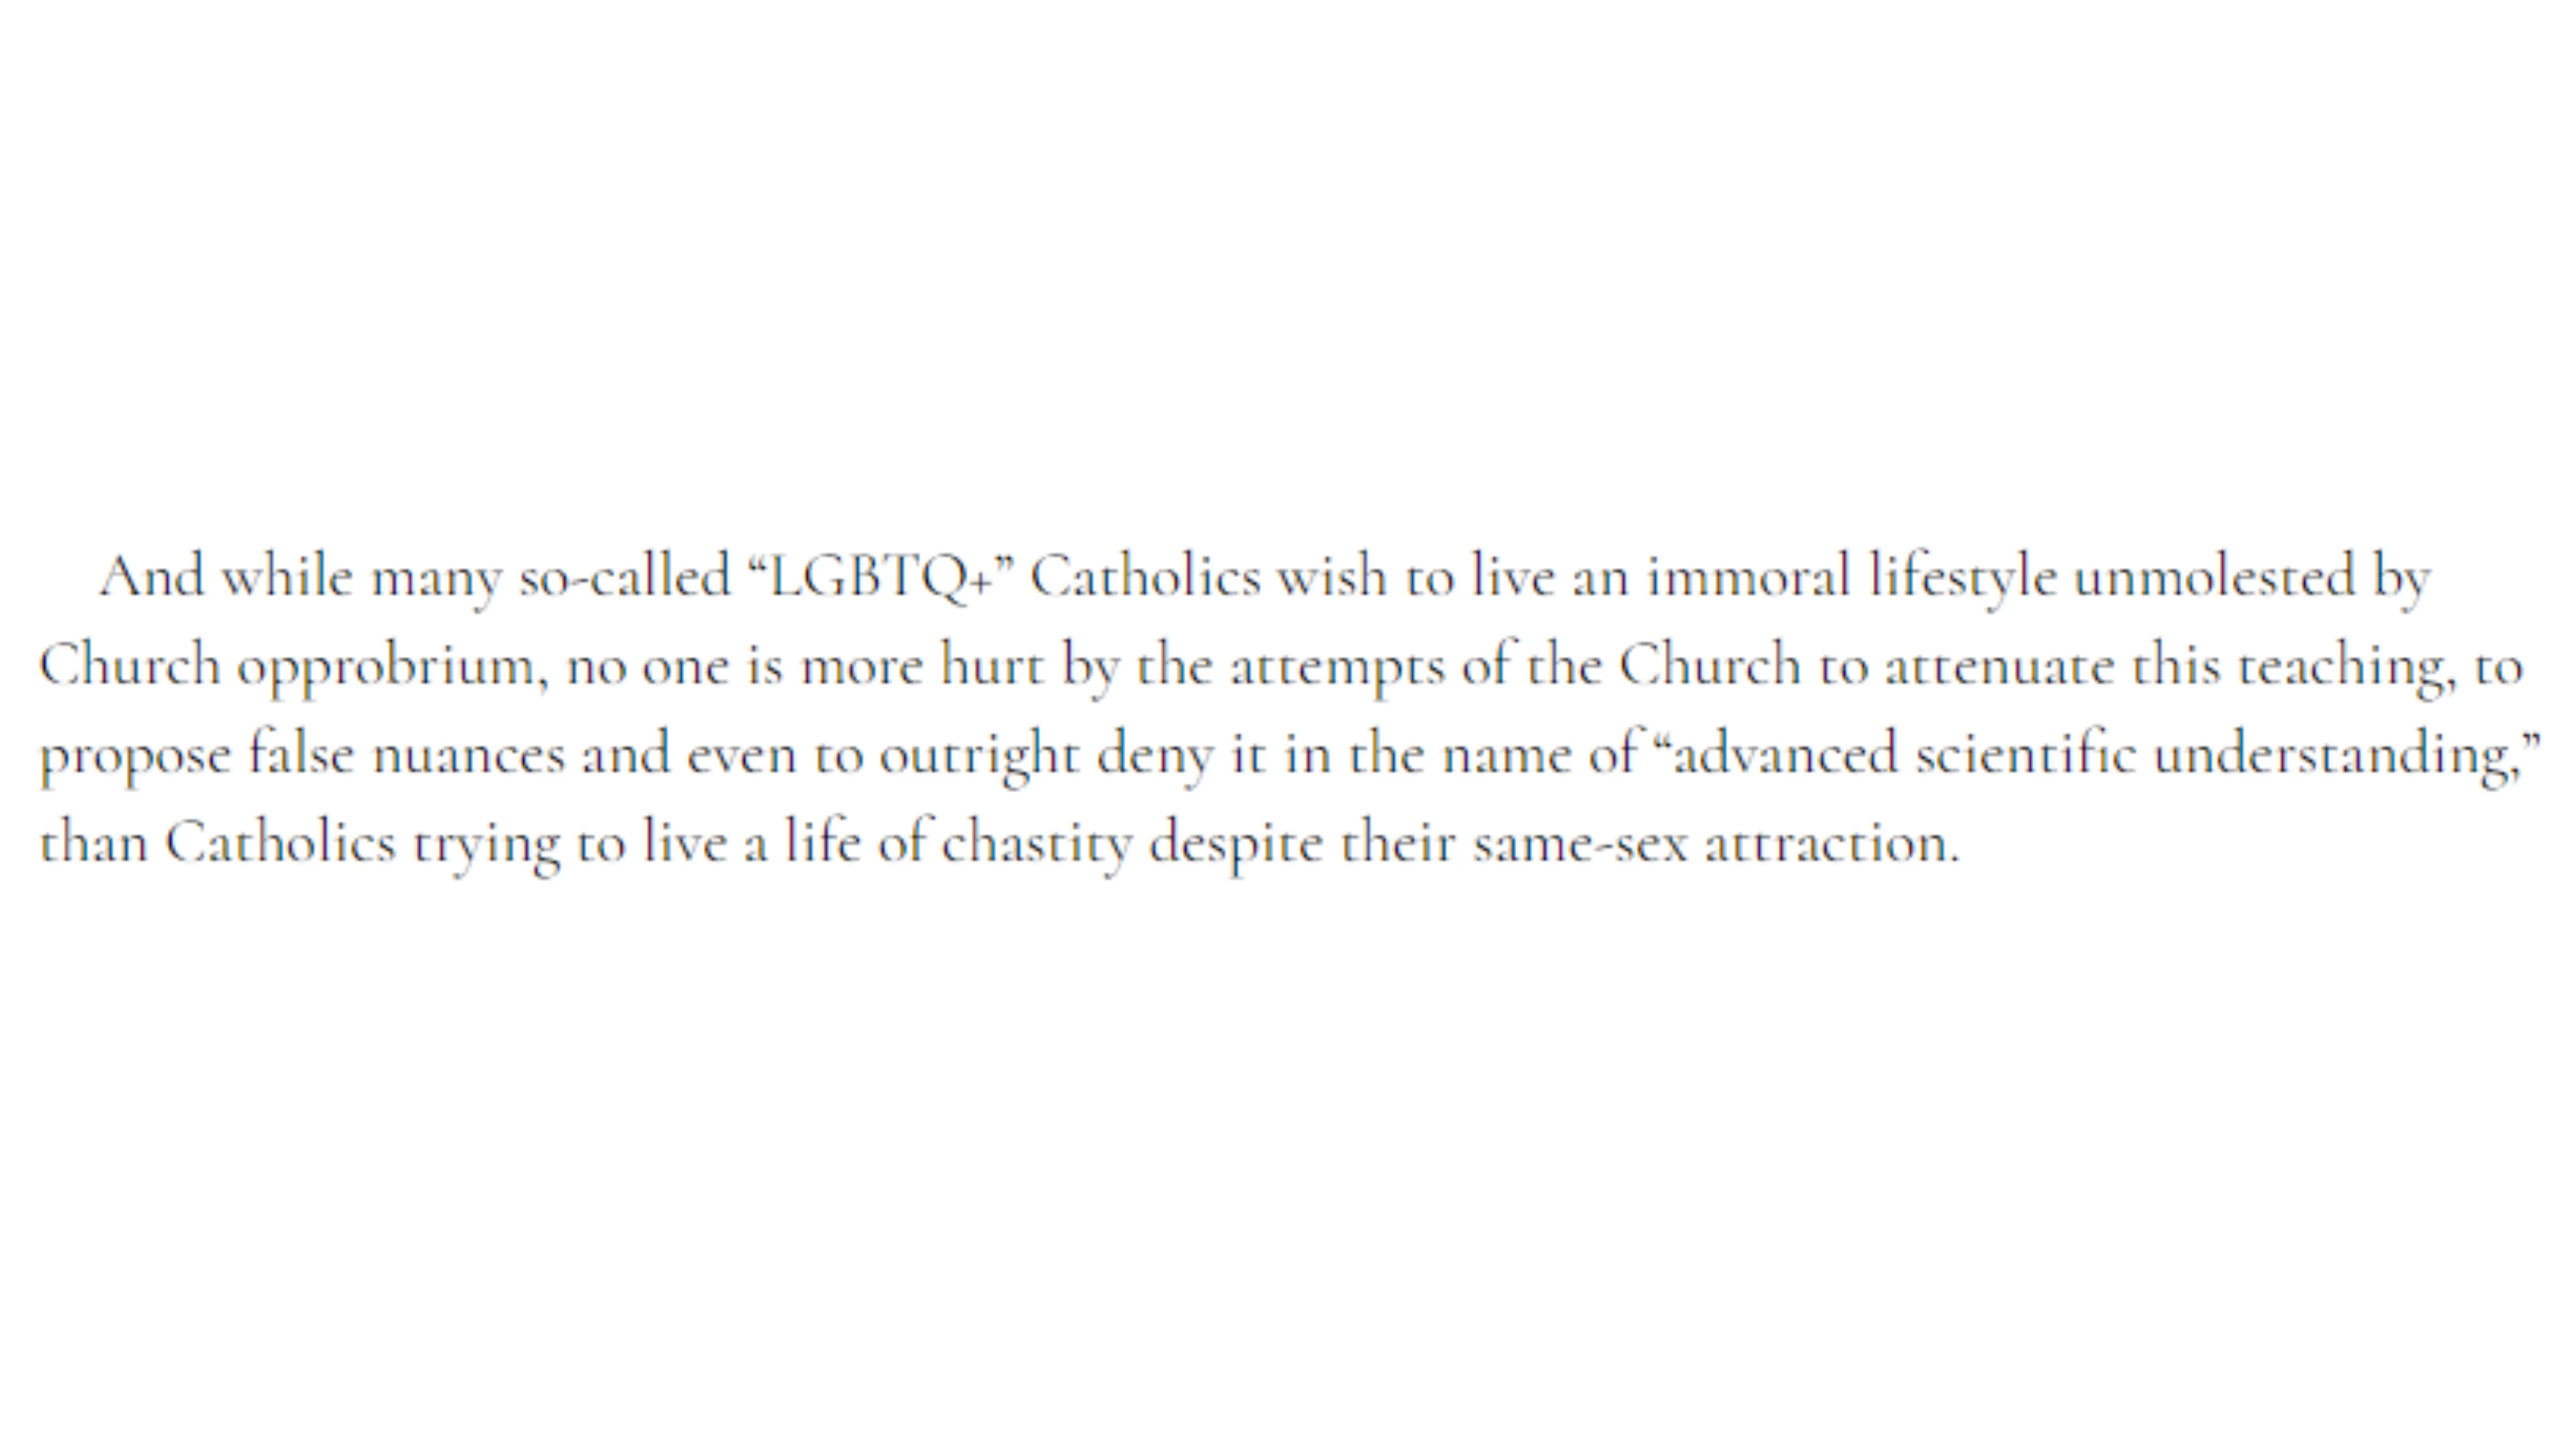 And while many so-called “LGBTQ+” Catholics wish to live an immoral lifestyle unmolested by
Church opprobrium, no one is more hurt by the attempts of the Church to attenuate this teaching, to
propose false nuances and even to outright deny it in the name of “advanced scientific understanding,”
than Catholics trying to live a life of chastity despite their same-sex attraction.